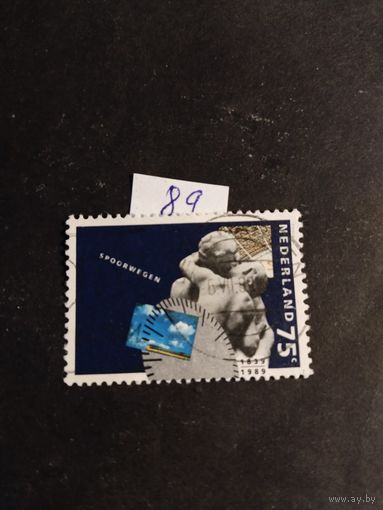 89
SPOORWEGEN
NEDERLAND 75c
1839
1989
www.ay.by